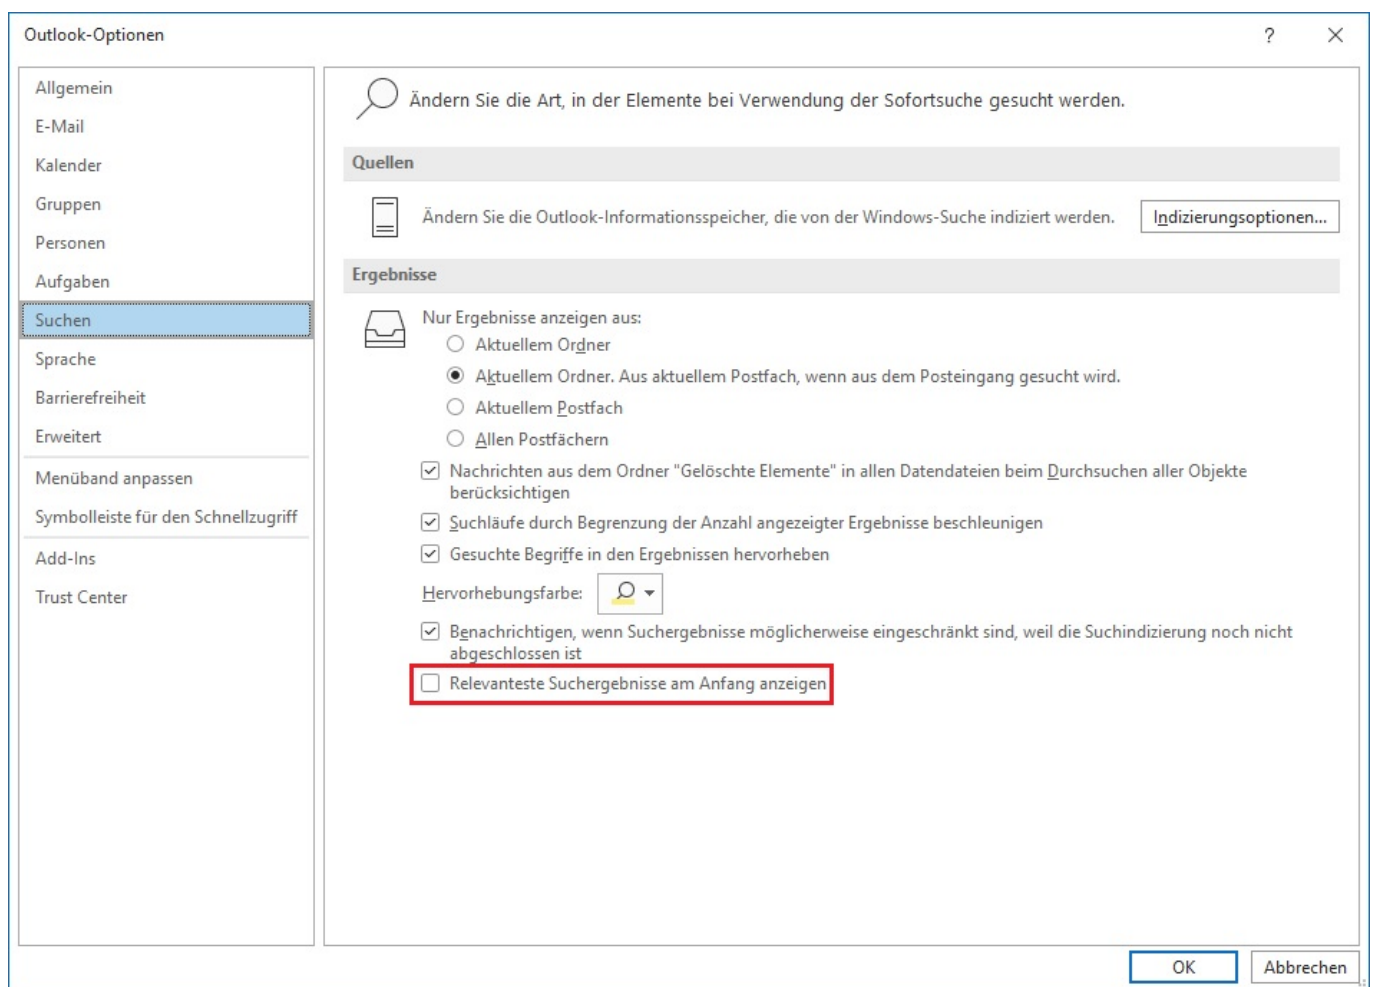 Outlook-Optionen
?
Allgemein
E-Mail
Kalender
Gruppen
Personen
Aufgaben
Suchen
Sprache
Barrierefreiheit
Erweitert
Menüband anpassen
Symbolleiste für den Schnellzugriff
Add-Ins
Trust Center
Ändern Sie die Art, in der Elemente bei Verwendung der Sofortsuche gesucht werden.
Quellen
Ändern Sie die Outlook-Informationsspeicher, die von der Windows-Suche indiziert werden.
Indizierungsoptionen...
Ergebnisse
Nur Ergebnisse anzeigen aus:
Aktuellem Ordner
Aktuellem Ordner. Aus aktuellem Postfach, wenn aus dem Posteingang gesucht wird.
Aktuellem Postfach
Allen Postfächern
Nachrichten aus dem Ordner "Gelöschte Elemente" in allen Datendateien beim Durchsuchen aller Objekte
berücksichtigen
Suchläufe durch Begrenzung der Anzahl angezeigter Ergebnisse beschleunigen
Gesuchte Begriffe in den Ergebnissen hervorheben
Hervorhebungsfarbe:
Benachrichtigen, wenn Suchergebnisse möglicherweise eingeschränkt sind, weil die Suchindizierung noch nicht
abgeschlossen ist
Relevanteste Suchergebnisse am Anfang anzeigen
OK
Abbrechen